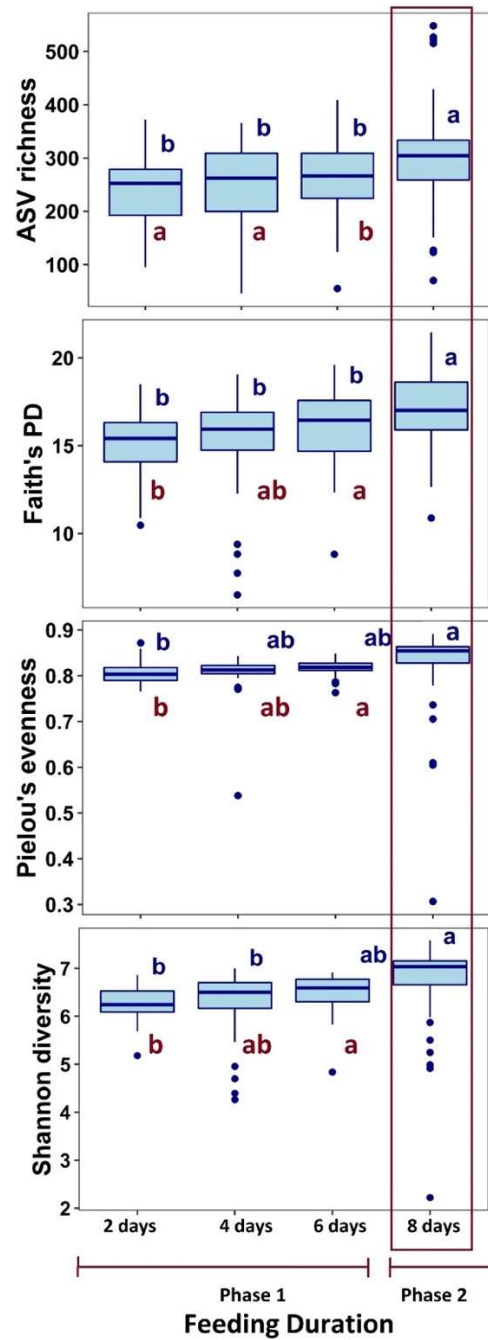 ASV richness
500
400
300
200
100
b b b a
a a b
Faith's PD
20
15
10
b b b a
b ab a
Pielou's evenness
0.9
0.8
0.7
0.6
0.5
0.4
0.3
b ab ab a
b ab a
Shannon diversity
7
6
5
4
3
2
b b ab a
b ab a
2 days 4 days 6 days 8 days
Phase 1 Phase 2
Feeding Duration